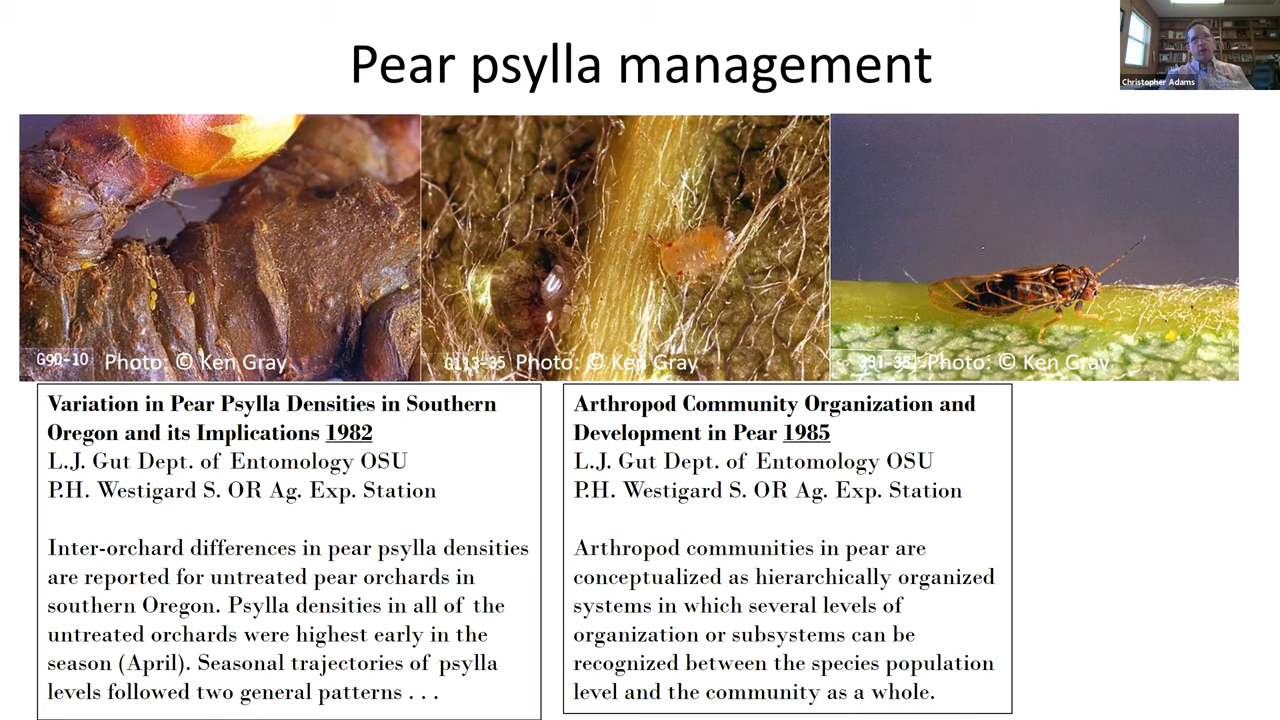 Pear psylla management
Christopher Adams
G90-10 Photo: © Ken Gray
G113-35 Photo: © Ken Gray
Photo: © Ken Gray
Variation in Pear Psylla Densities in Southern
Oregon and its Implications 1982
L.J. Gut Dept. of Entomology OSU
P.H. Westigard S. OR Ag. Exp. Station
Inter-orchard differences in pear psylla densities
are reported for untreated pear orchards in
southern Oregon. Psylla densities in all of the
untreated orchards were highest early in the
season (April). Seasonal trajectories of psylla
levels followed two general patterns . . .
Arthropod Community Organization and
Development in Pear 1985
L.J. Gut Dept. of Entomology OSU
P.H. Westigard S. OR Ag. Exp. Station
Arthropod communities in pear are
conceptualized as hierarchically organized
systems in which several levels of
organization or subsystems can be
recognized between the species population
level and the community as a whole.